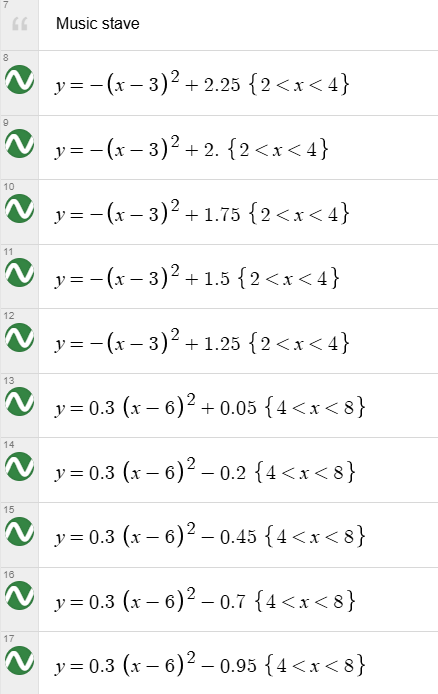 7
“ Music stave
8
y = −(x − 3)² + 2.25 {2 < x < 4}
9
y = −(x − 3)² + 2. {2 < x < 4}
10
y = −(x − 3)² + 1.75 {2 < x < 4}
11
y = −(x − 3)² + 1.5 {2 < x < 4}
12
y = −(x − 3)² + 1.25 {2 < x < 4}
13
y = 0.3 (x − 6)² + 0.05 {4 < x < 8}
14
y = 0.3 (x − 6)² − 0.2 {4 < x < 8}
15
y = 0.3 (x − 6)² − 0.45 {4 < x < 8}
16
y = 0.3 (x − 6)² − 0.7 {4 < x < 8}
17
y = 0.3 (x − 6)² − 0.95 {4 < x < 8}